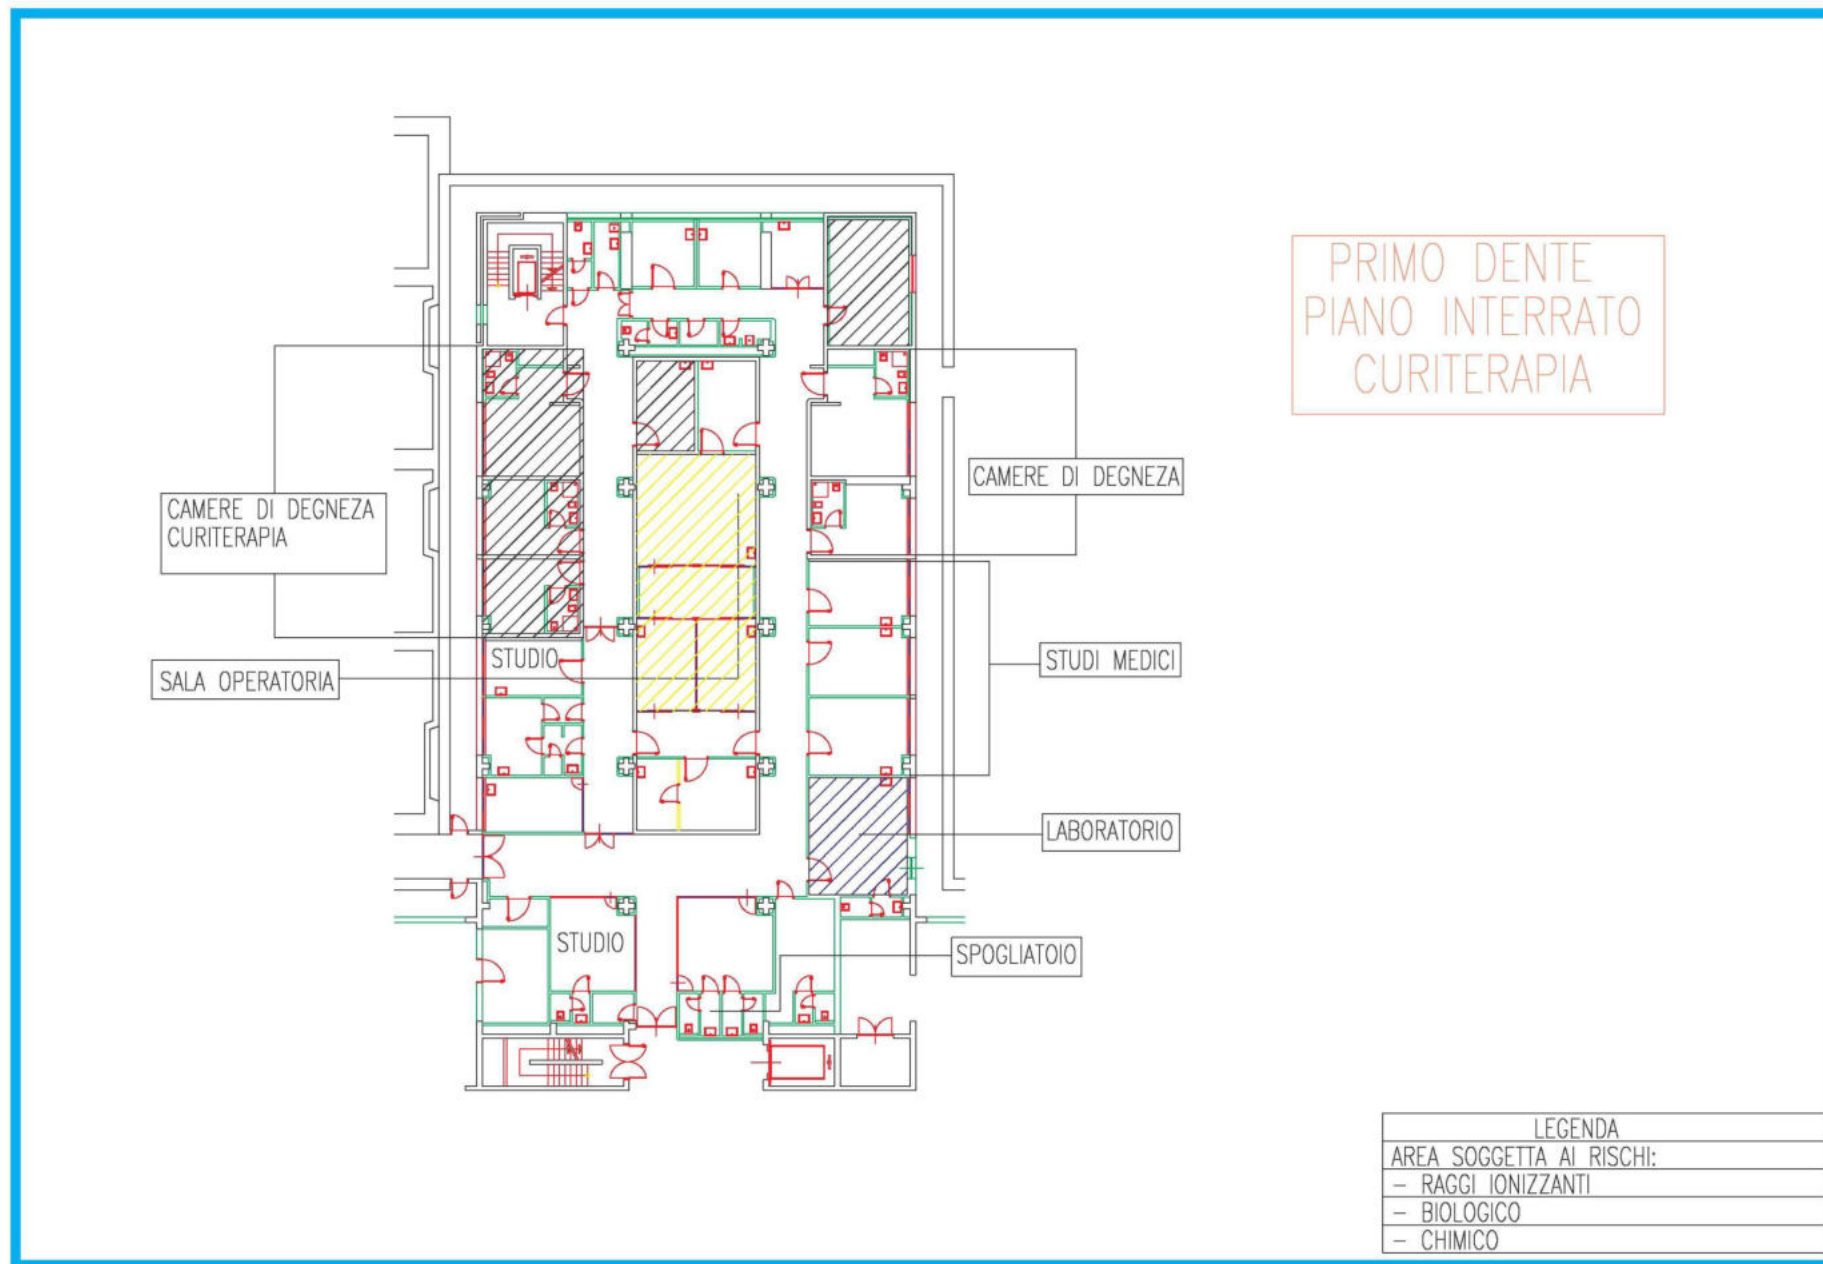 PRIMO DENTE
PIANO INTERRATO
CURITERAPIA
CAMERE DI DEGNEZA
CURITERAPIA
CAMERE DI DEGNEZA
STUDIO
STUDI MEDICI
SALA OPERATORIA
LABORATORIO
STUDIO
SPOGLIATOIO
LEGENDA
AREA SOGGETTA AI RISCHI:
– RAGGI IONIZZANTI
– BIOLOGICO
– CHIMICO